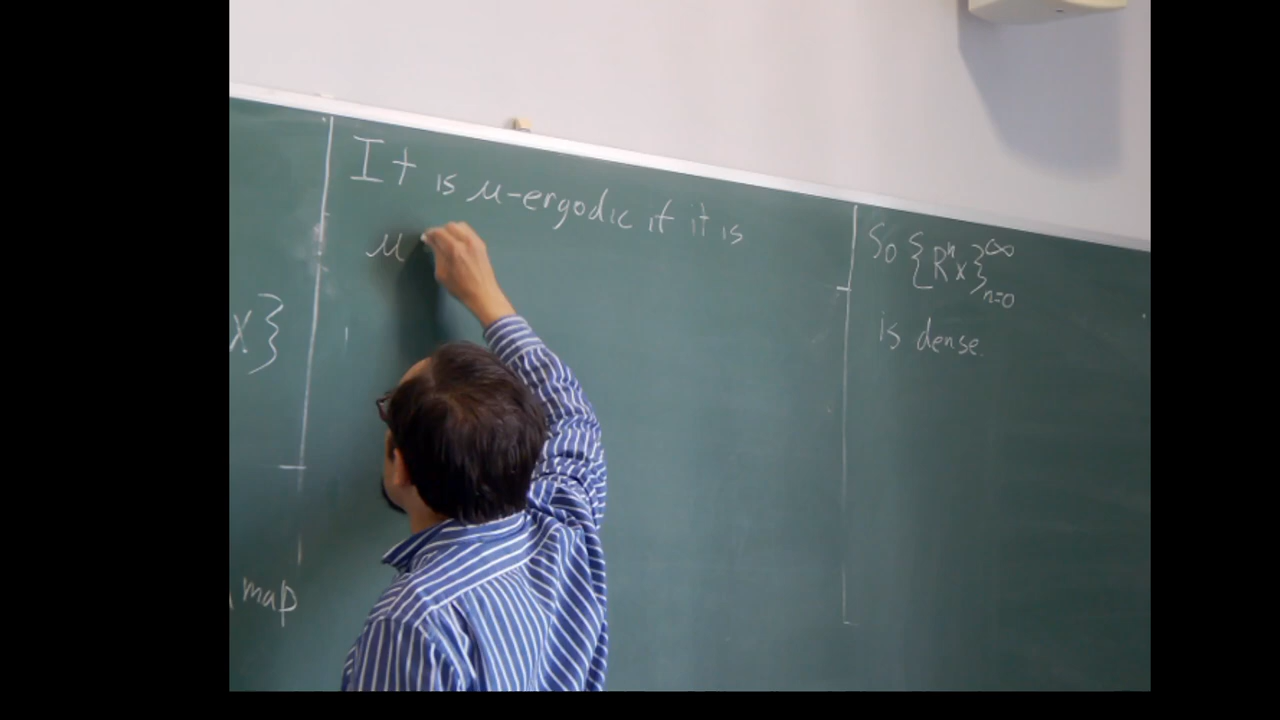 X}
map
It is μ-ergodic if it is
μ
So {Rⁿx}_{n=0}^∞
is dense.